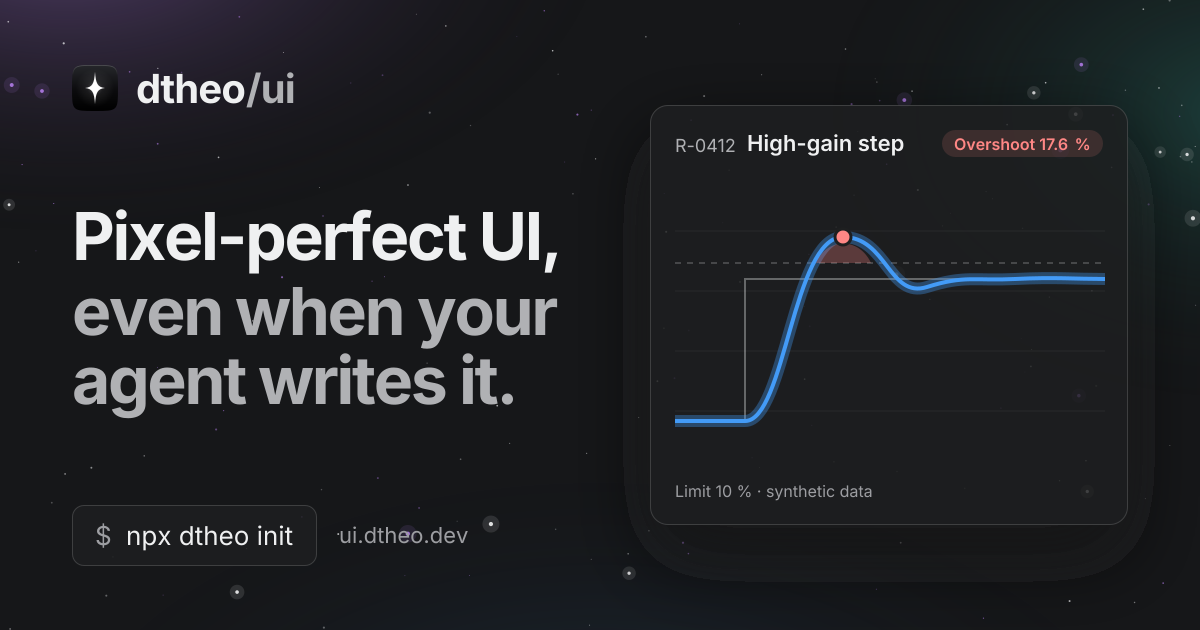 dtheo/ui
Pixel-perfect UI,
even when your
agent writes it.
$ npx dtheo init
ui.dtheo.dev
R-0412 High-gain step
Overshoot 17.6 %
Limit 10 % · synthetic data